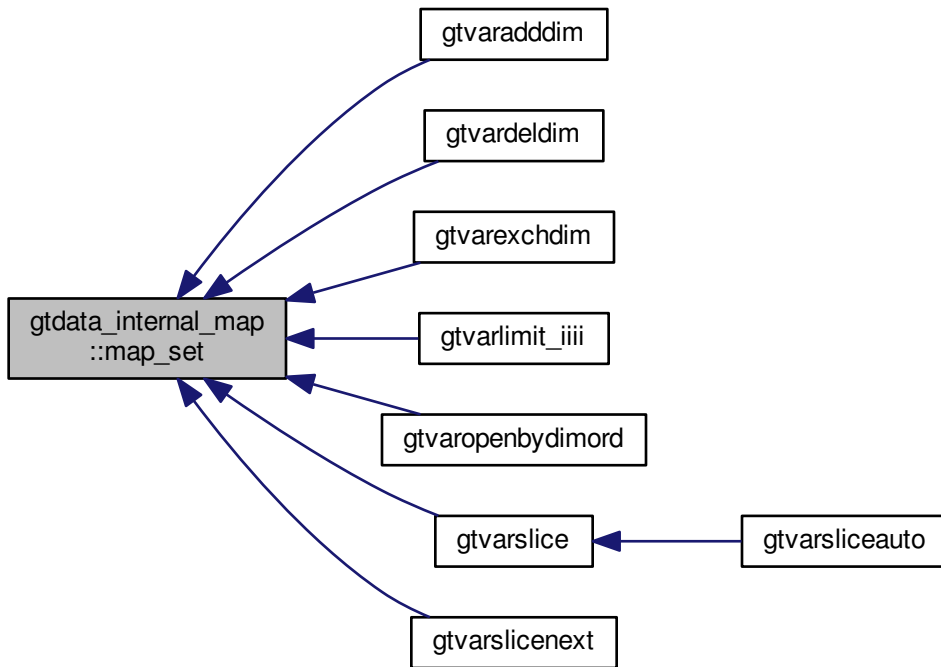 gtvaradddim
gtvardeldim
gtvarexchdim
gtdata_internal_map
::map_set
gtvarlimit_iiii
gtvaropenbydimord
gtvarslice
gtvarsliceauto
gtvarslicenext